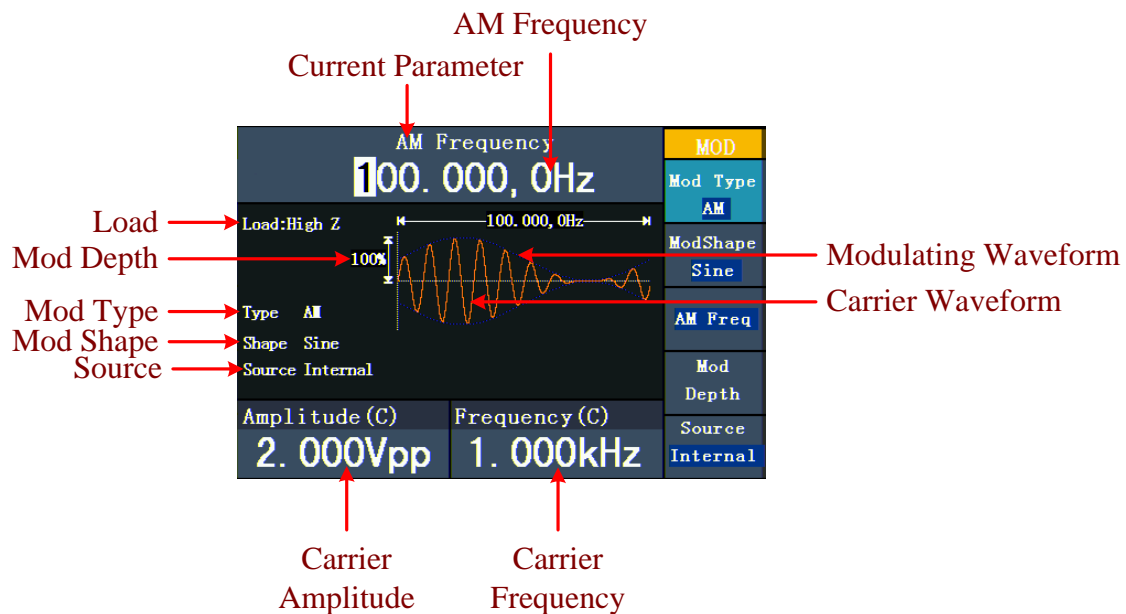 AM Frequency
Current Parameter
AM Frequency
100.000,0Hz
MOD
Mod Type
AM
Load
Load:High Z
100.000,0Hz
ModShape
Sine
Mod Depth
100%
Modulating Waveform
Carrier Waveform
Mod Type
Type AM
AM Freq
Mod Shape
Shape Sine
Source
Source Internal
Mod
Depth
Amplitude(C)
Frequency(C)
2.000Vpp
1.000kHz
Source
Internal
Carrier
Amplitude
Carrier
Frequency